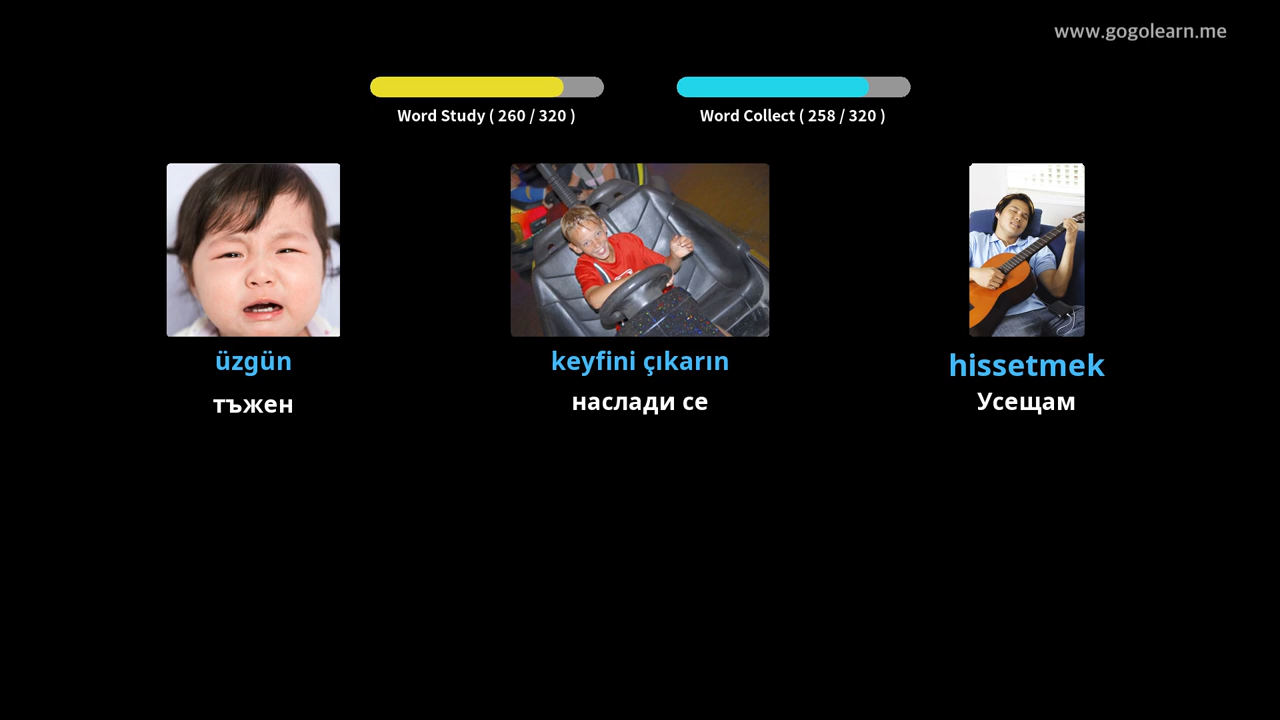 www.gogolearn.me
Word Study ( 260 / 320 )
Word Collect ( 258 / 320 )
üzgün
keyfini çıkarın
hissetmek
тъжен
наслади се
Усещам